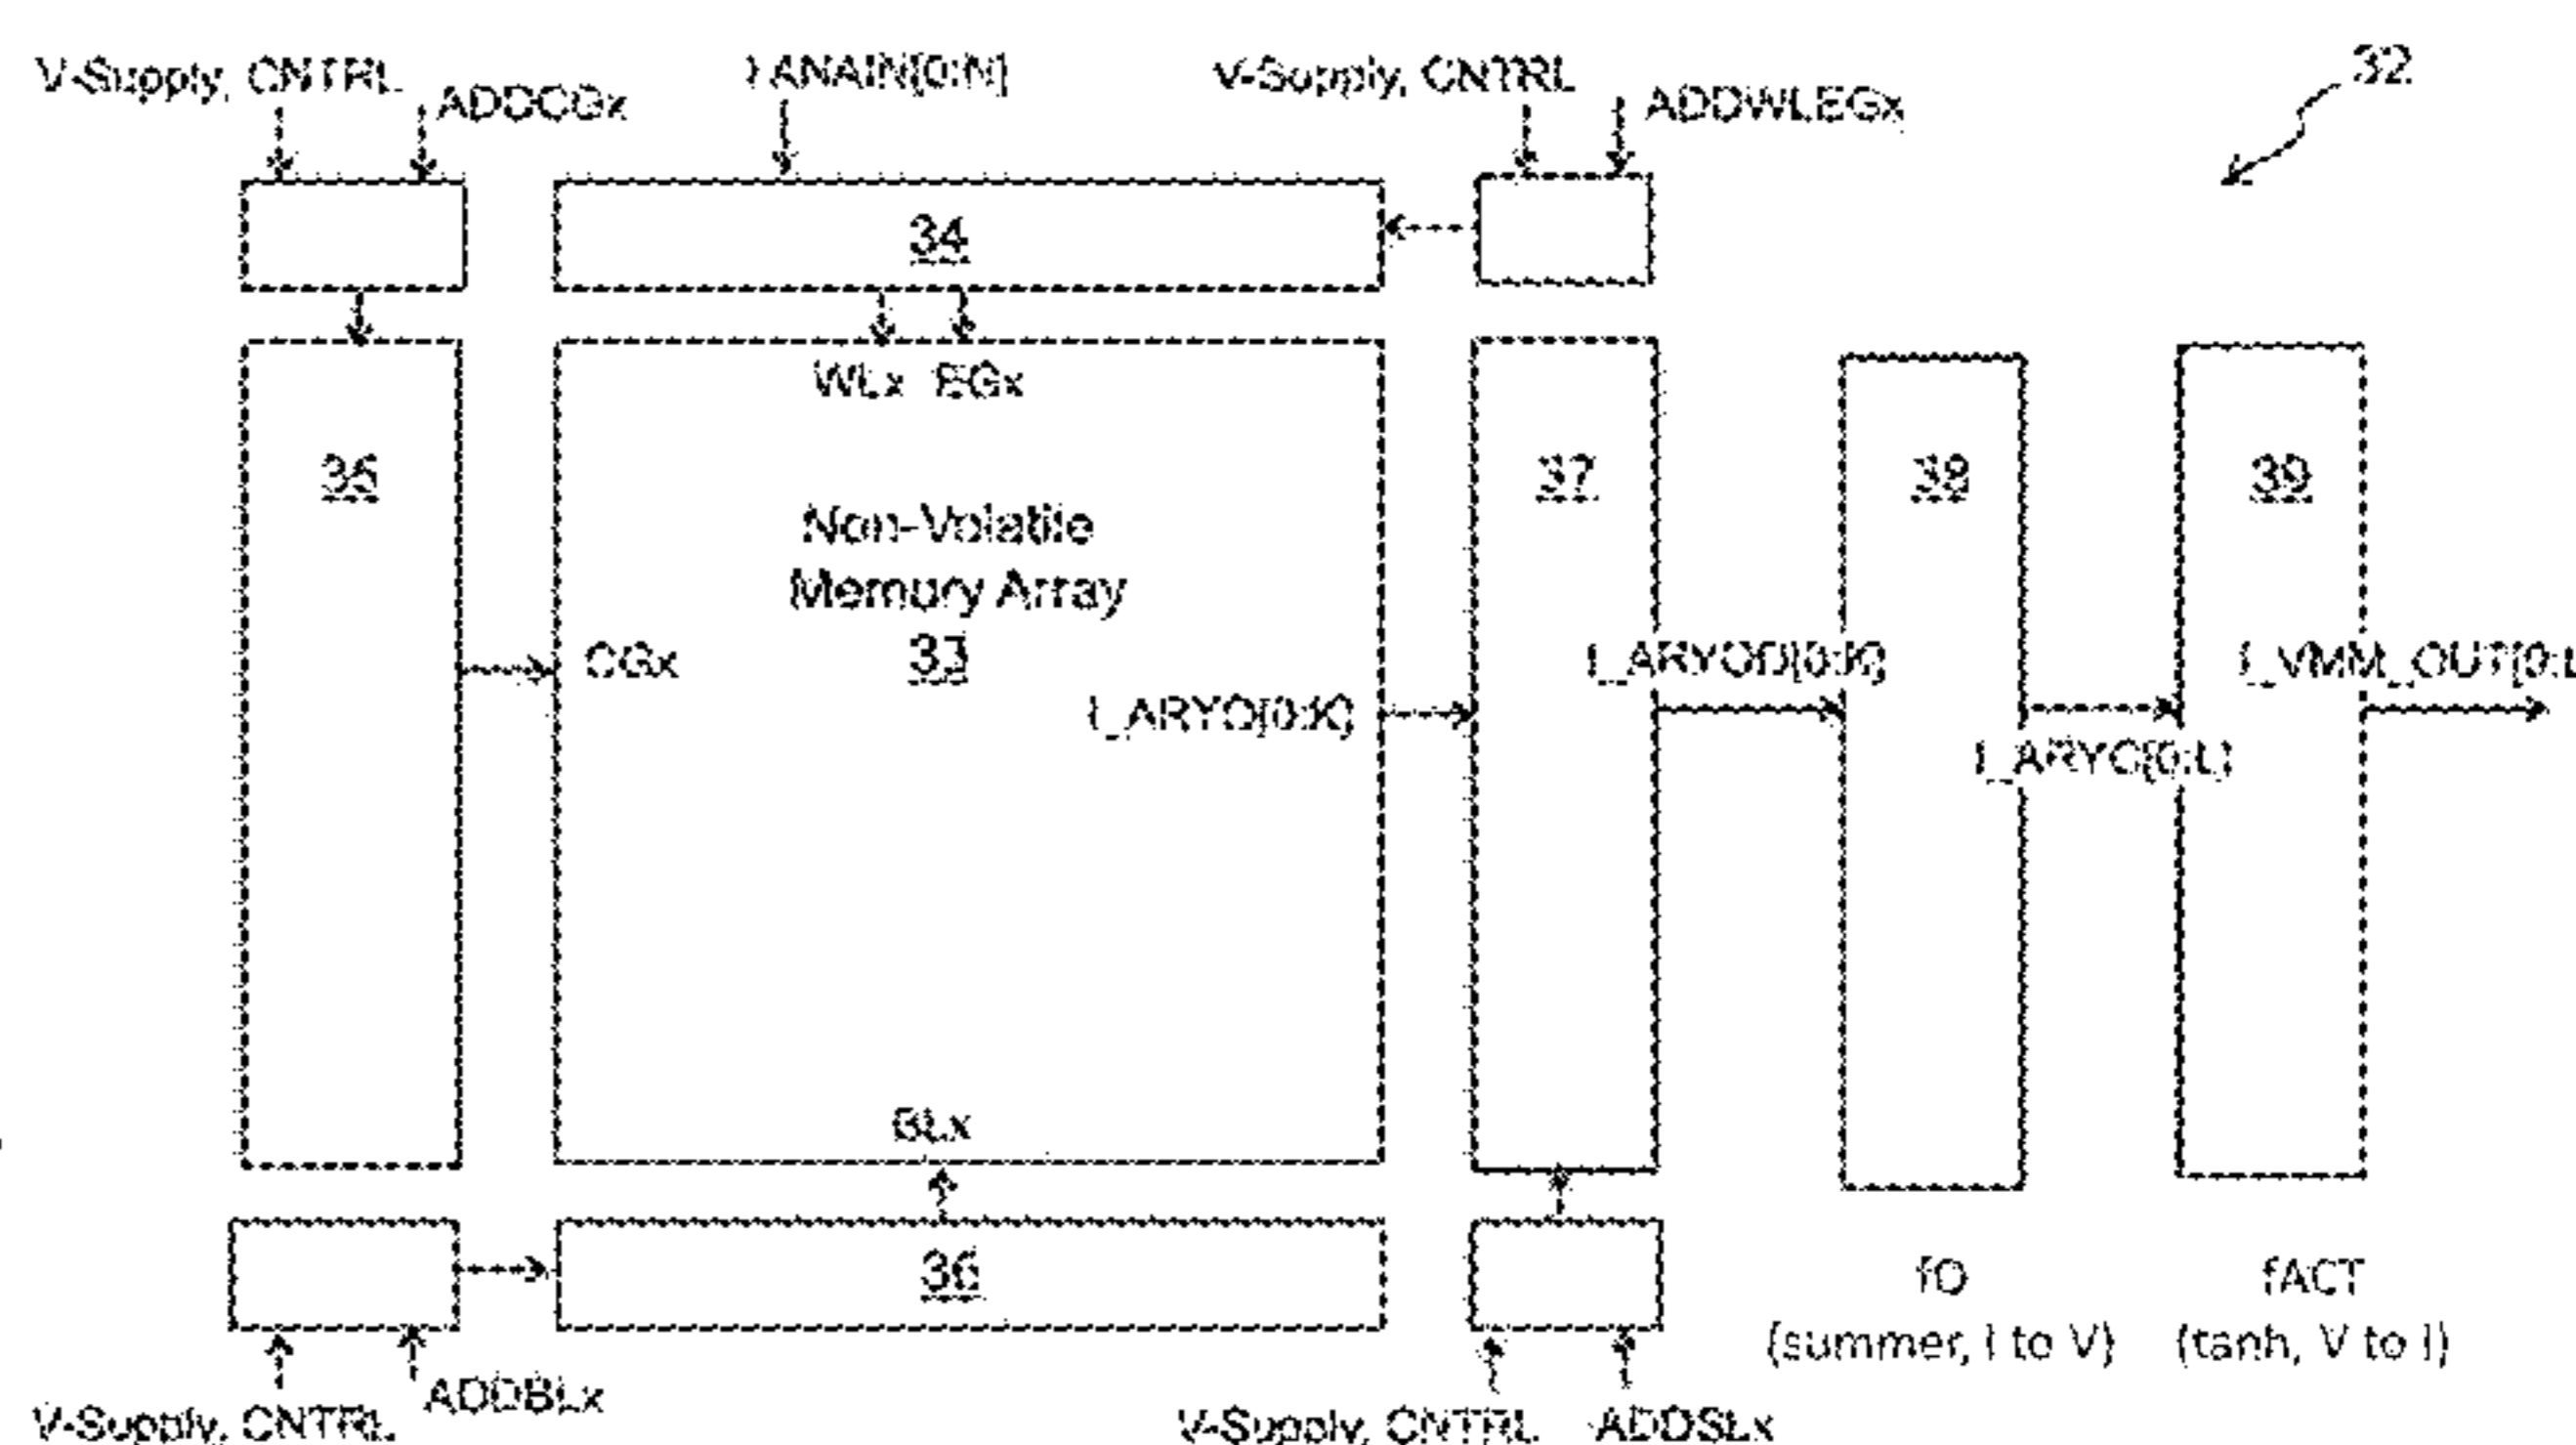 V-Supply, CNTRL
ADDCGx
I ANAIN[0:N]
V-Supply, CNTRL
ADDWLEGx
32
34
WLx EGx
35
37
38
39
Non-Volatile
Memory Array
33
CGx
I_ARYO[0:K]
I_ARYOD[0:K]
I_VMM_OUT[0:L
I_ARYO[0:L]
BLx
36
fO
(summer, I to V)
fACT
(tanh, V to I)
ADDBLx
V-Supply, CNTRL
V-Supply, CNTRL
ADDSLx